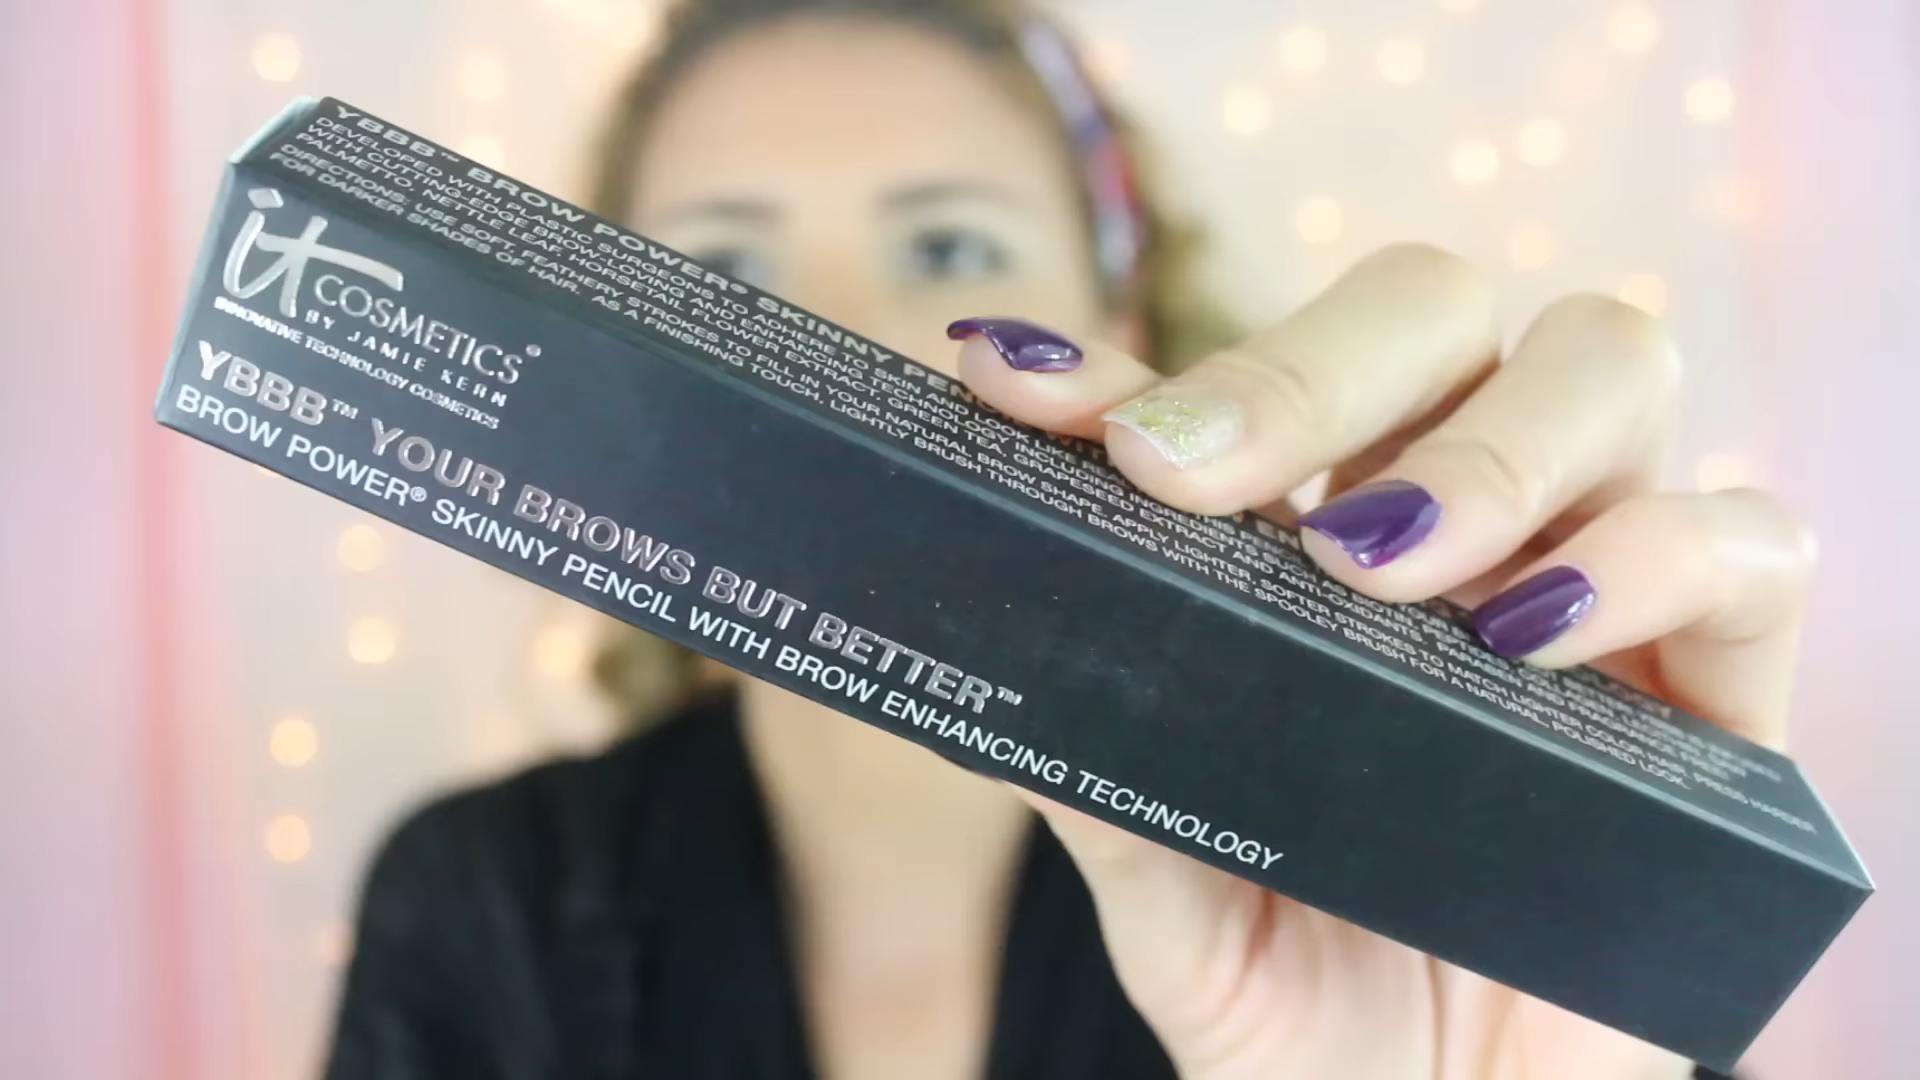 YBBB™ BROW POWER® SKINNY PENCIL
DEVELOPED WITH PLASTIC SURGEONS TO ADHERE TO SKIN AND LOOK LIKE REAL
WITH CUTTING-EDGE BROW-LOVING AND ENHANCING TECHNOLOGY INCLUDING INGREDIENTS SUCH AS BIOTIN
PALMETTO, NETTLE LEAF, HORSETAIL FLOWER EXTRACT, GREEN TEA, GRAPESEED EXTRACT AND ANTI-OXIDANTS.
DIRECTIONS: USE SOFT, FEATHERY STROKES TO FILL IN YOUR NATURAL BROW SHAPE. APPLY LIGHTER, SOFTER STROKES TO MATCH LIGHTER COLOR HAIR. PRESS HARDER
FOR DARKER SHADES OF HAIR. AS A FINISHING TOUCH, LIGHTLY BRUSH THROUGH BROWS WITH THE SPOOLEY BRUSH FOR A NATURAL, POLISHED LOOK.
it COSMETICS®
BY JAMIE KERN
INNOVATIVE TECHNOLOGY COSMETICS
YBBB™ YOUR BROWS BUT BETTER™
BROW POWER® SKINNY PENCIL WITH BROW ENHANCING TECHNOLOGY